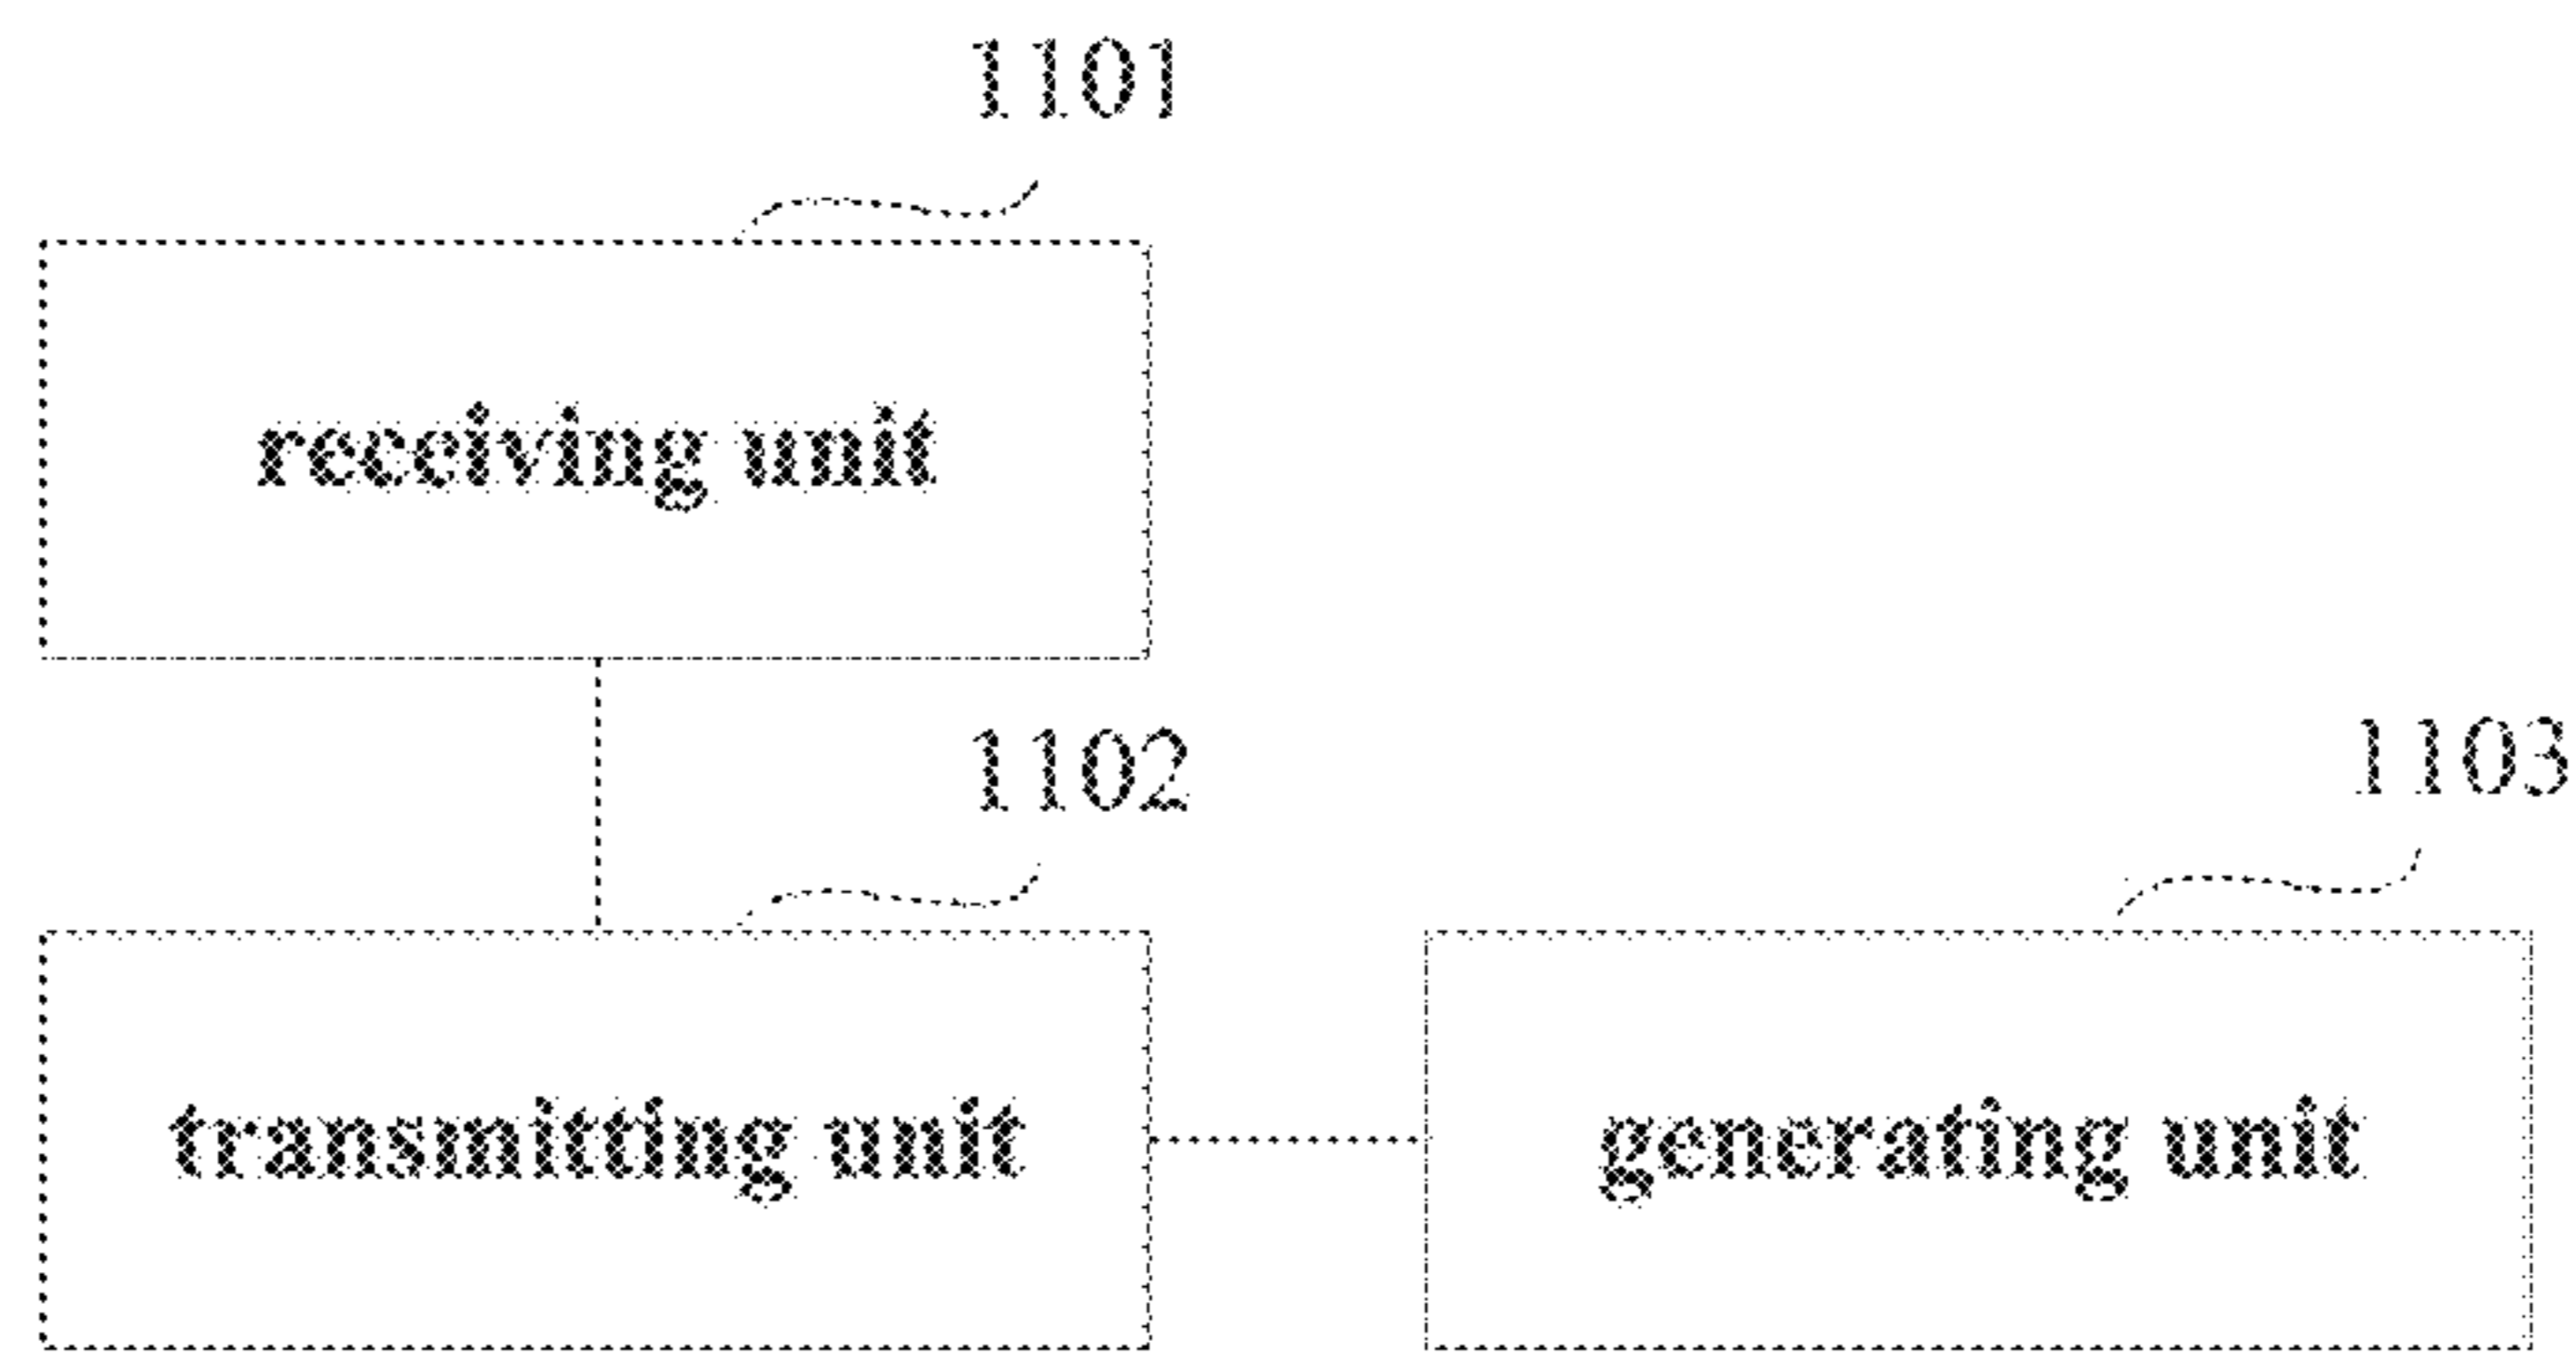 1101
receiving unit
1102
1103
transmitting unit
generating unit